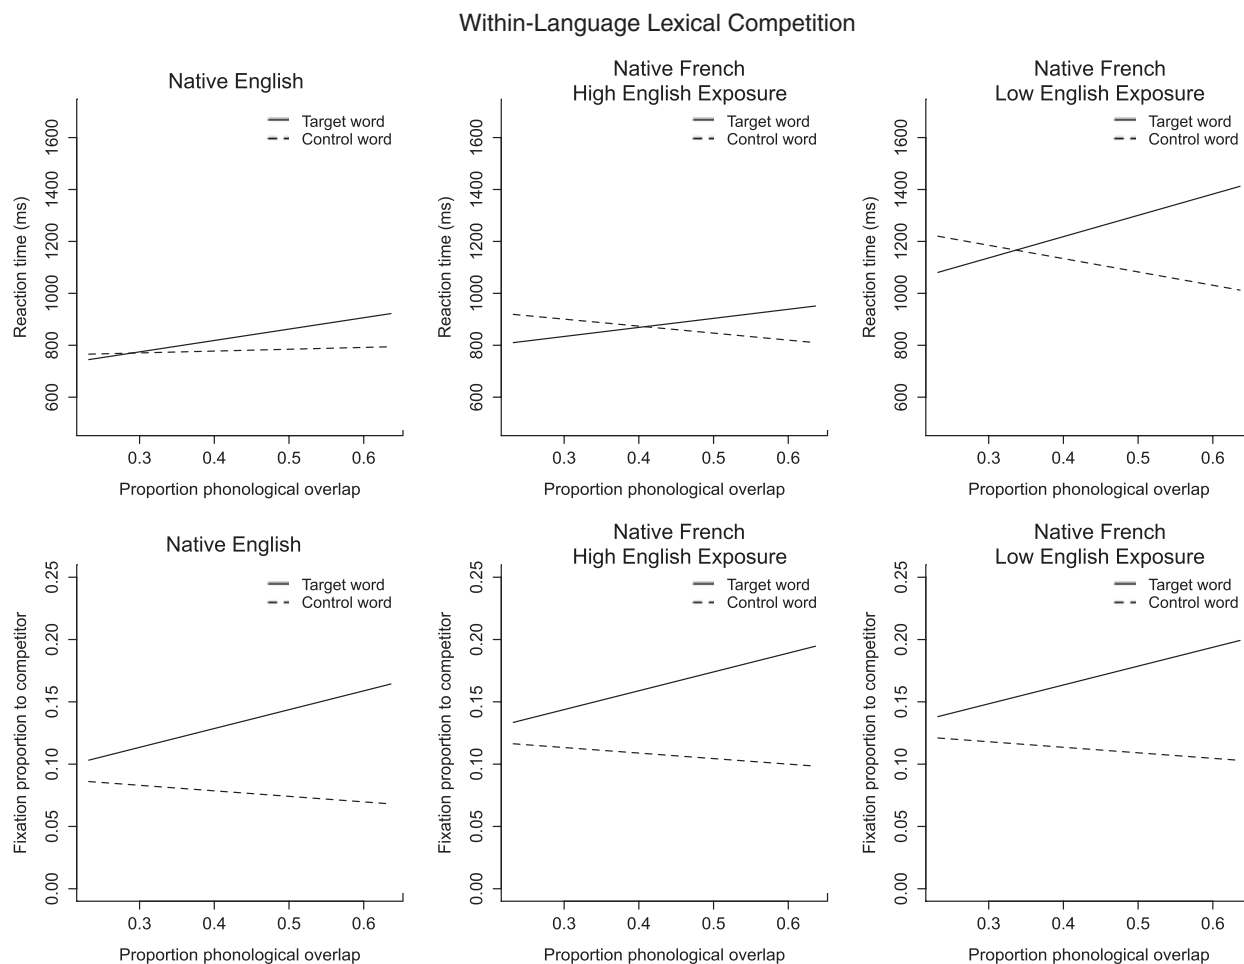 Within-Language Lexical Competition
Native English
Target word
Control word
Reaction time (ms)
1600
1400
1200
1000
800
600
0.3 0.4 0.5 0.6
Proportion phonological overlap
Native French
High English Exposure
Target word
Control word
Reaction time (ms)
1600
1400
1200
1000
800
600
0.3 0.4 0.5 0.6
Proportion phonological overlap
Native French
Low English Exposure
Target word
Control word
Reaction time (ms)
1600
1400
1200
1000
800
600
0.3 0.4 0.5 0.6
Proportion phonological overlap
Native English
Target word
Control word
Fixation proportion to competitor
0.25
0.20
0.15
0.10
0.05
0.00
0.3 0.4 0.5 0.6
Proportion phonological overlap
Native French
High English Exposure
Target word
Control word
Fixation proportion to competitor
0.25
0.20
0.15
0.10
0.05
0.00
0.3 0.4 0.5 0.6
Proportion phonological overlap
Native French
Low English Exposure
Target word
Control word
Fixation proportion to competitor
0.25
0.20
0.15
0.10
0.05
0.00
0.3 0.4 0.5 0.6
Proportion phonological overlap